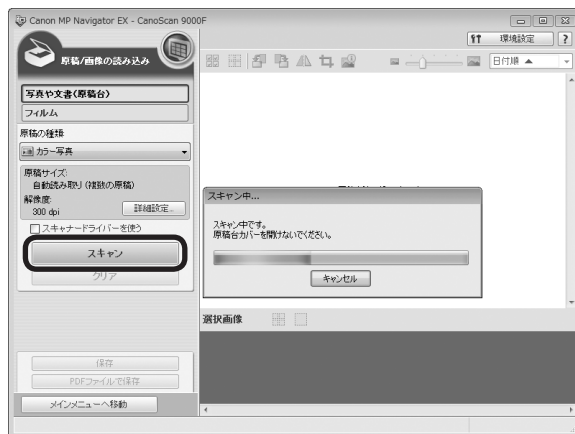 Canon MP Navigator EX - CanoScan 9000F
環境設定
?
原稿/画像の読み込み
日付順 ▲
写真や文書(原稿台)
フィルム
原稿の種類
カラー写真
原稿サイズ:
自動読み取り (複数の原稿)
解像度:
300 dpi
詳細設定...
スキャナードライバーを使う
スキャン
クリア
スキャン中...
スキャン中です。
原稿台カバーを開けないでください。
キャンセル
選択画像
保存
PDFファイルで保存
メインメニューへ移動